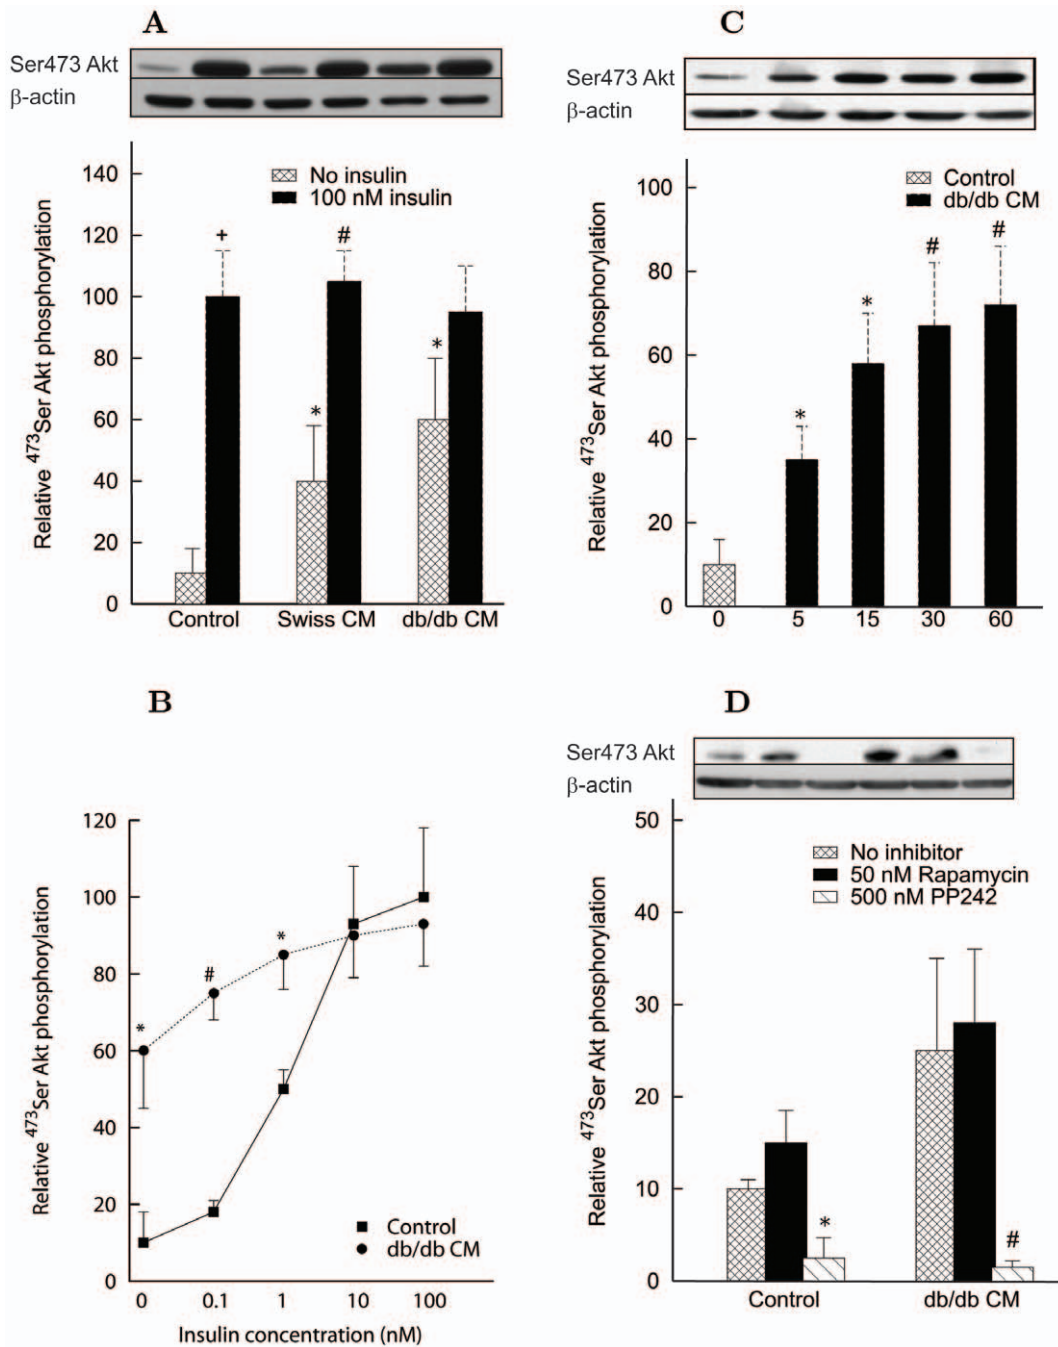 A
Ser473 Akt
β-actin
Relative ⁴⁷³Ser Akt phosphorylation
140
120
100
80
60
40
20
0
No insulin
100 nM insulin
+
#
*
*
Control Swiss CM db/db CM
C
Ser473 Akt
β-actin
Relative ⁴⁷³Ser Akt phosphorylation
100
80
60
40
20
0
Control
db/db CM
*
*
#
#
0 5 15 30 60
B
Relative ⁴⁷³Ser Akt phosphorylation
120
100
80
60
40
20
0
*
#
*
Control
db/db CM
0 0.1 1 10 100
Insulin concentration (nM)
D
Ser473 Akt
β-actin
Relative ⁴⁷³Ser Akt phosphorylation
50
40
30
20
10
0
No inhibitor
50 nM Rapamycin
500 nM PP242
*
#
Control db/db CM